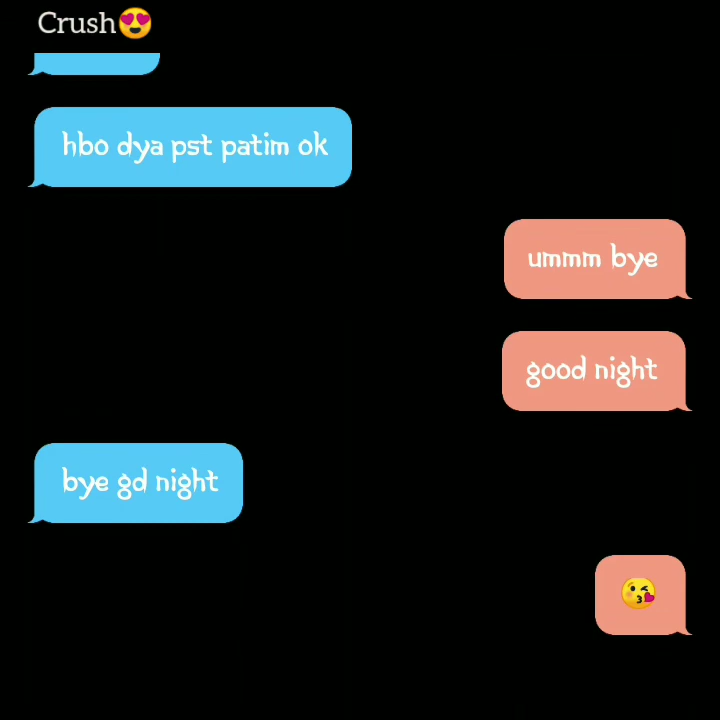 Crush😍
hbo dya pst patim ok
ummm bye
good night
bye gd night
😘